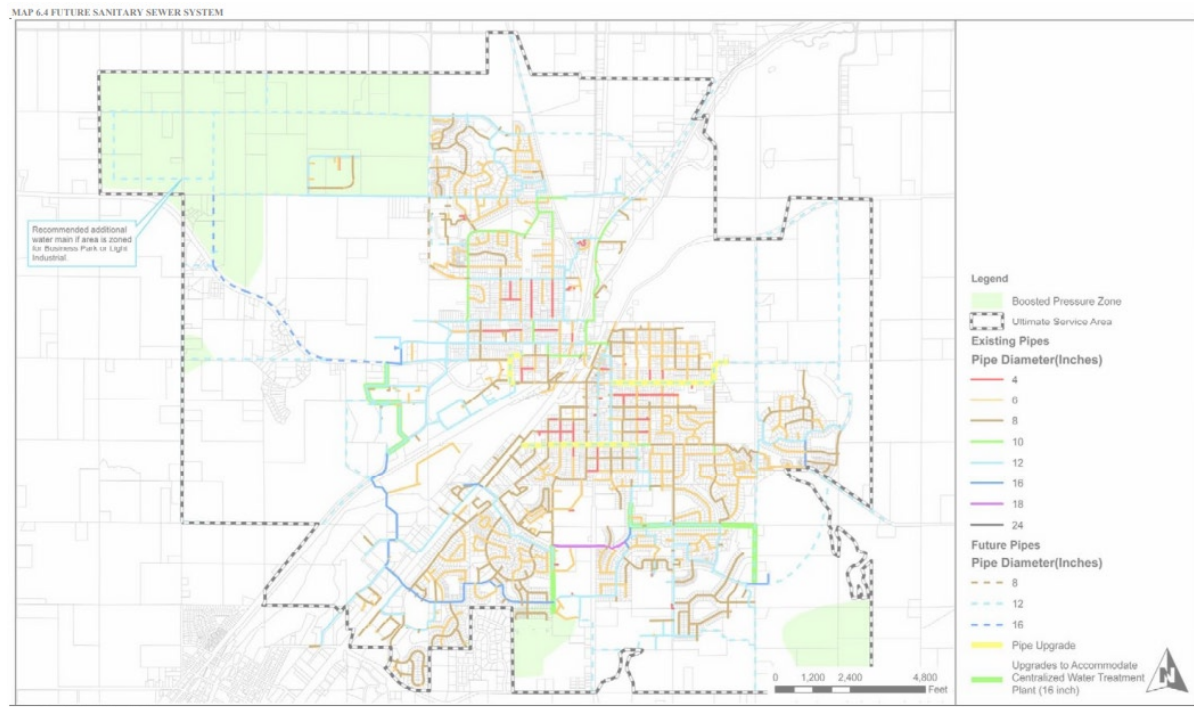 MAP 6.4 FUTURE SANITARY SEWER SYSTEM
Recommended additional
water main if area is zoned
for Business Park or Light
Industrial.
Legend
Boosted Pressure Zone
Ultimate Service Area
Existing Pipes
Pipe Diameter(Inches)
4
6
8
10
12
16
18
24
Future Pipes
Pipe Diameter(Inches)
8
12
16
Pipe Upgrade
Upgrades to Accommodate
Centralized Water Treatment
Plant (16 inch)
0 1,200 2,400 4,800
Feet
N